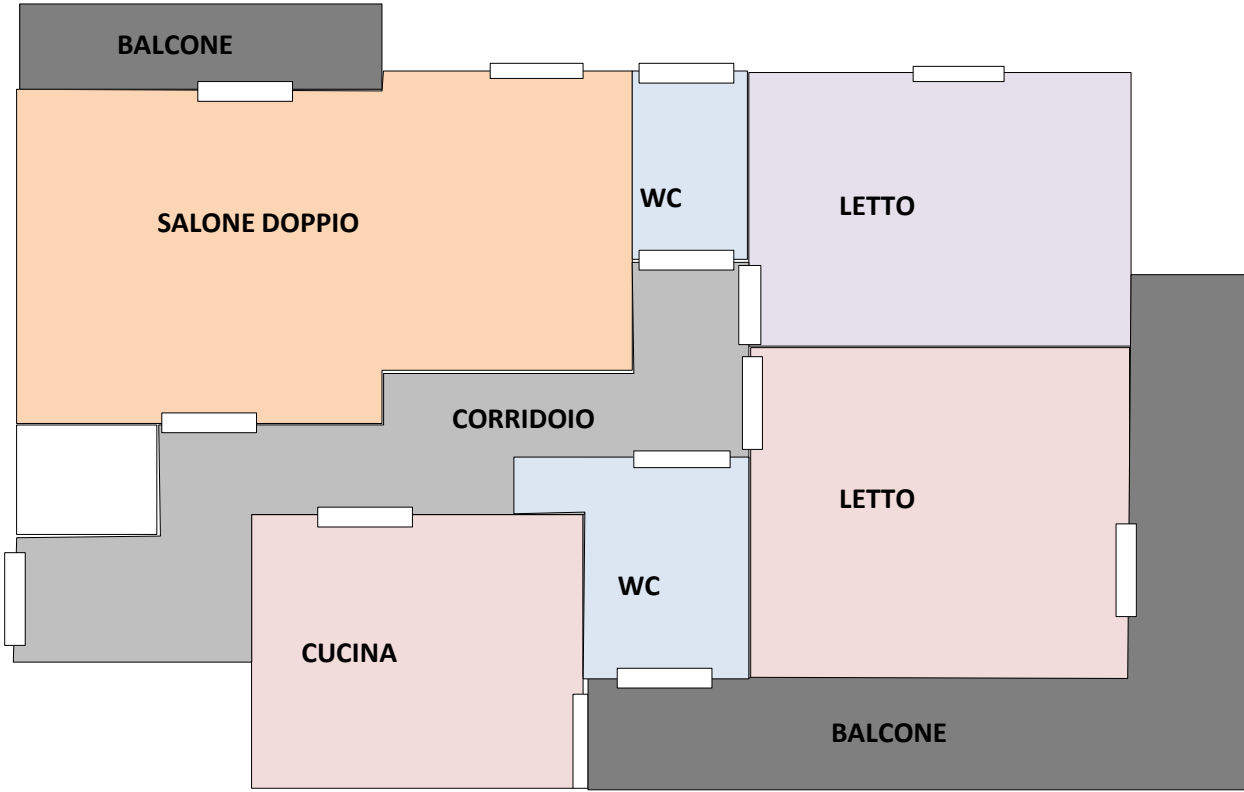 BALCONE
SALONE DOPPIO
WC
LETTO
CORRIDOIO
LETTO
WC
CUCINA
BALCONE